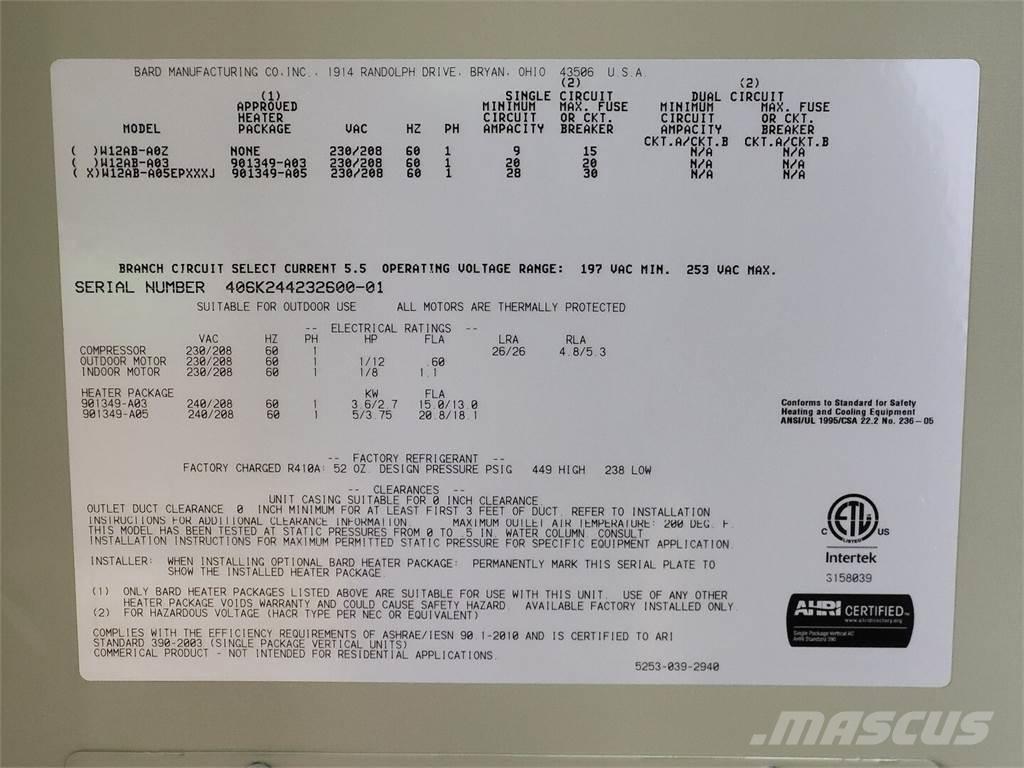 BARD MANUFACTURING CO,INC., 1914 RANDOLPH DRIVE, BRYAN, OHIO 43506 U.S.A.
(1) (2) (2)
APPROVED SINGLE CIRCUIT DUAL CIRCUIT
HEATER MINIMUM MAX. FUSE MINIMUM MAX. FUSE
PACKAGE CIRCUIT OR CKT. CIRCUIT OR CKT.
MODEL VAC HZ PH AMPACITY BREAKER AMPACITY BREAKER
CKT.A/CKT.B CKT.A/CKT.B
( )W12AB-A0Z NONE 230/208 60 1 9 15 N/A N/A
( )W12AB-A03 901349-A03 230/208 60 1 20 20 N/A N/A
( X)W12AB-A05EPXXXJ 901349-A05 230/208 60 1 28 30 N/A N/A
BRANCH CIRCUIT SELECT CURRENT 5.5 OPERATING VOLTAGE RANGE: 197 VAC MIN. 253 VAC MAX.
SERIAL NUMBER 406K244232600-01
SUITABLE FOR OUTDOOR USE ALL MOTORS ARE THERMALLY PROTECTED
-- ELECTRICAL RATINGS --
VAC HZ PH HP FLA LRA RLA
COMPRESSOR 230/208 60 1 26/26 4.8/5.3
OUTDOOR MOTOR 230/208 60 1 1/12 .60
INDOOR MOTOR 230/208 60 1 1/8 1.1
HEATER PACKAGE KW FLA
901349-A03 240/208 60 1 3.6/2.7 15.0/13.0
901349-A05 240/208 60 1 5/3.75 20.8/18.1
Conforms to Standard for Safety
Heating and Cooling Equipment
ANSI/UL 1995/CSA 22.2 No. 236-05
-- FACTORY REFRIGERANT --
FACTORY CHARGED R410A: 52 OZ. DESIGN PRESSURE PSIG 449 HIGH 238 LOW
-- CLEARANCES --
UNIT CASING SUITABLE FOR 0 INCH CLEARANCE
OUTLET DUCT CLEARANCE 0 INCH MINIMUM FOR AT LEAST FIRST 3 FEET OF DUCT. REFER TO INSTALLATION
INSTRUCTIONS FOR ADDITIONAL CLEARANCE INFORMATION. MAXIMUM OUTLET AIR TEMPERATURE: 200 DEG. F.
THIS MODEL HAS BEEN TESTED AT STATIC PRESSURES FROM 0 TO .5 IN. WATER COLUMN. CONSULT
INSTALLATION INSTRUCTIONS FOR MAXIMUM PERMITTED STATIC PRESSURE FOR SPECIFIC EQUIPMENT APPLICATION.
INSTALLER: WHEN INSTALLING OPTIONAL BARD HEATER PACKAGE: PERMANENTLY MARK THIS SERIAL PLATE TO
SHOW THE INSTALLED HEATER PACKAGE
(1) ONLY BARD HEATER PACKAGES LISTED ABOVE ARE SUITABLE FOR USE WITH THIS UNIT. USE OF ANY OTHER
HEATER PACKAGE VOIDS WARRANTY AND COULD CAUSE SAFETY HAZARD. AVAILABLE FACTORY INSTALLED ONLY.
(2) FOR HAZARDOUS VOLTAGE (HACR TYPE PER NEC OR EQUIVALENT)
COMPLIES WITH THE EFFICIENCY REQUIREMENTS OF ASHRAE/IESN 90.1-2010 AND IS CERTIFIED TO ARI
STANDARD 390-2003 (SINGLE PACKAGE VERTICAL UNITS)
COMMERICAL PRODUCT - NOT INTENDED FOR RESIDENTIAL APPLICATIONS.
5253-039-2940
C ETL US
LISTED
Intertek
3158039
AHRI CERTIFIED™
www.ahridirectory.org
Single Package Vertical AC
AHRI Standard 390
MASCUS